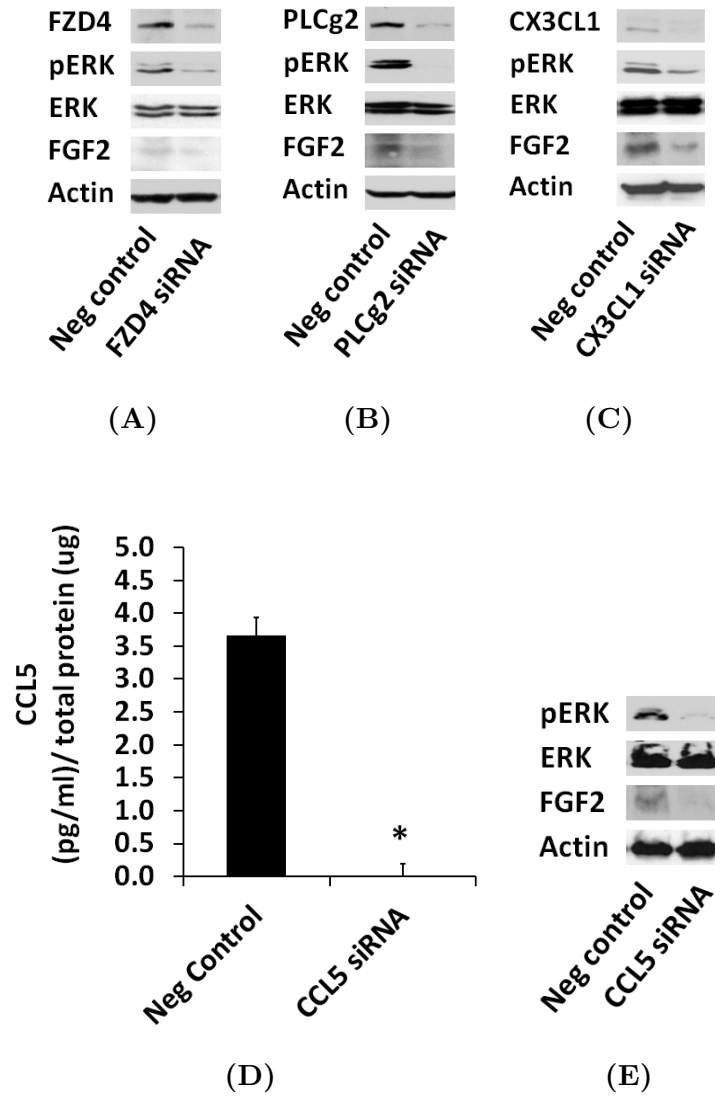 FZD4
pERK
ERK
FGF2
Actin
Neg control
FZD4 siRNA
(A)
PLCg2
pERK
ERK
FGF2
Actin
Neg control
PLCg2 siRNA
(B)
CX3CL1
pERK
ERK
FGF2
Actin
Neg control
CX3CL1 siRNA
(C)
CCL5
(pg/ml)/ total protein (ug)
5.0
4.5
4.0
3.5
3.0
2.5
2.0
1.5
1.0
0.5
0.0
*
Neg Control
CCL5 siRNA
(D)
pERK
ERK
FGF2
Actin
Neg control
CCL5 siRNA
(E)